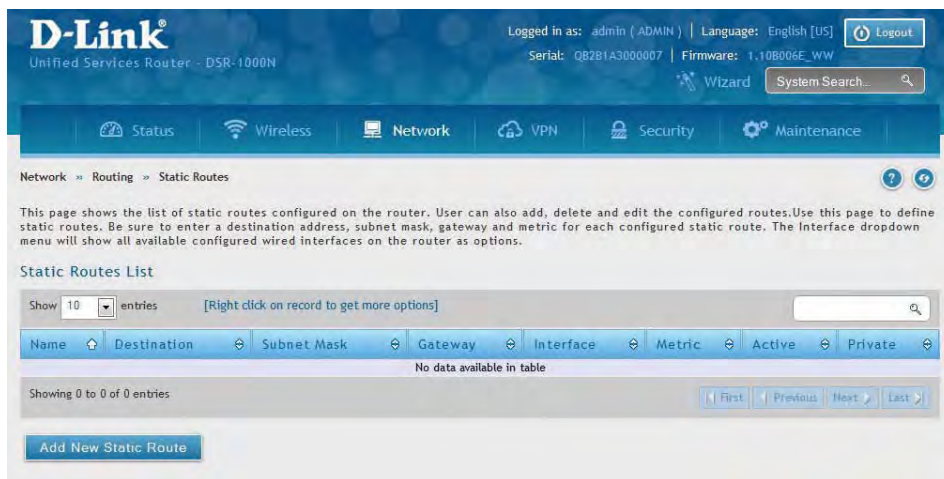 D-Link®
Unified Services Router - DSR-1000N
Logged in as: admin ( ADMIN ) | Language: English [US]
Logout
Serial: QB2B1A3000007 | Firmware: 1.10B006E_WW
Wizard
System Search...
Status
Wireless
Network
VPN
Security
Maintenance
Network » Routing » Static Routes
This page shows the list of static routes configured on the router. User can also add, delete and edit the configured routes.Use this page to define
static routes. Be sure to enter a destination address, subnet mask, gateway and metric for each configured static route. The Interface dropdown
menu will show all available configured wired interfaces on the router as options.
Static Routes List
Show 10 entries
[Right click on record to get more options]
Name Destination Subnet Mask Gateway Interface Metric Active Private
No data available in table
Showing 0 to 0 of 0 entries
First Previous Next Last
Add New Static Route